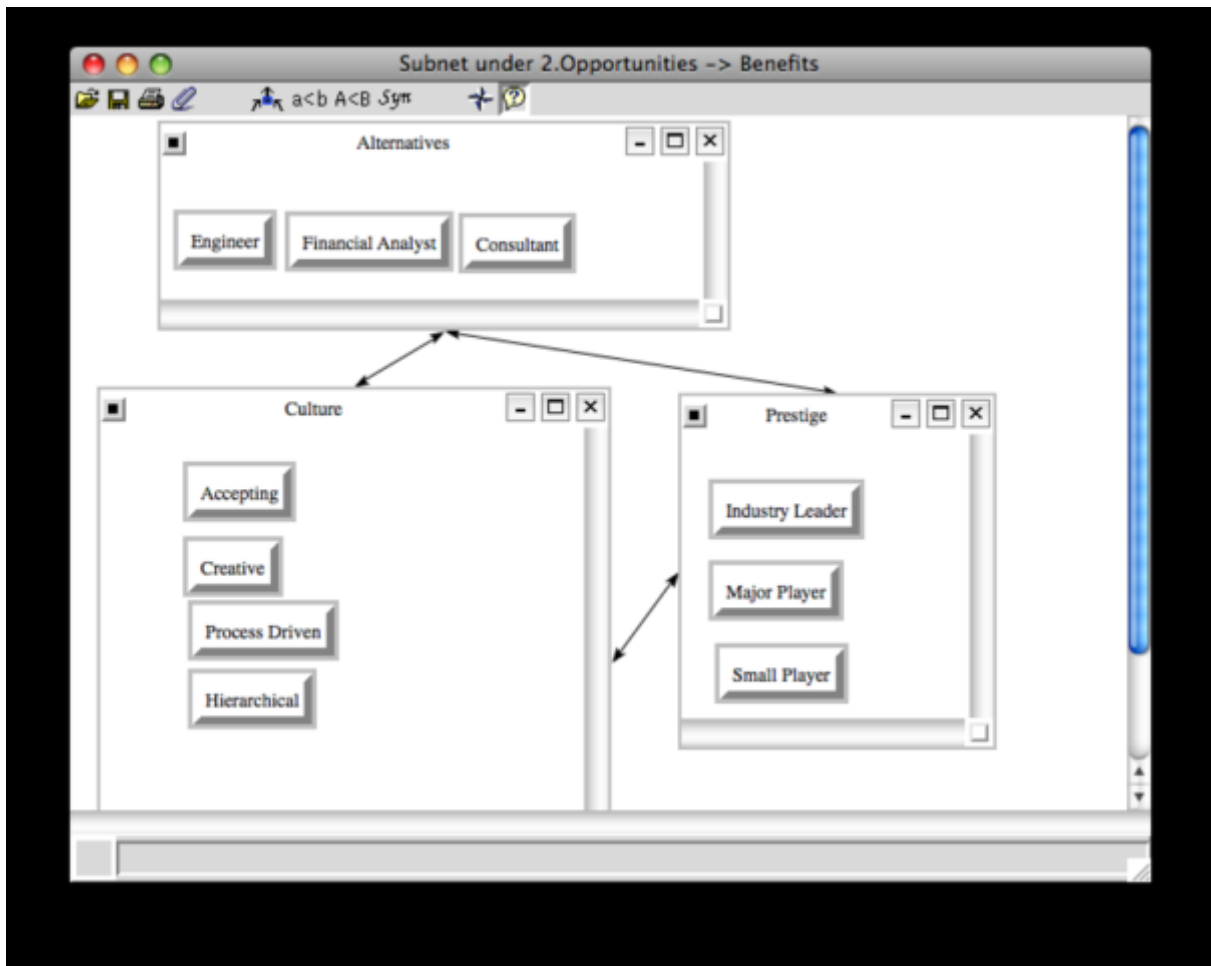 Subnet under 2.Opportunities -> Benefits
a<b A<B Syn
Alternatives
Engineer Financial Analyst Consultant
Culture
Accepting
Creative
Process Driven
Hierarchical
Prestige
Industry Leader
Major Player
Small Player